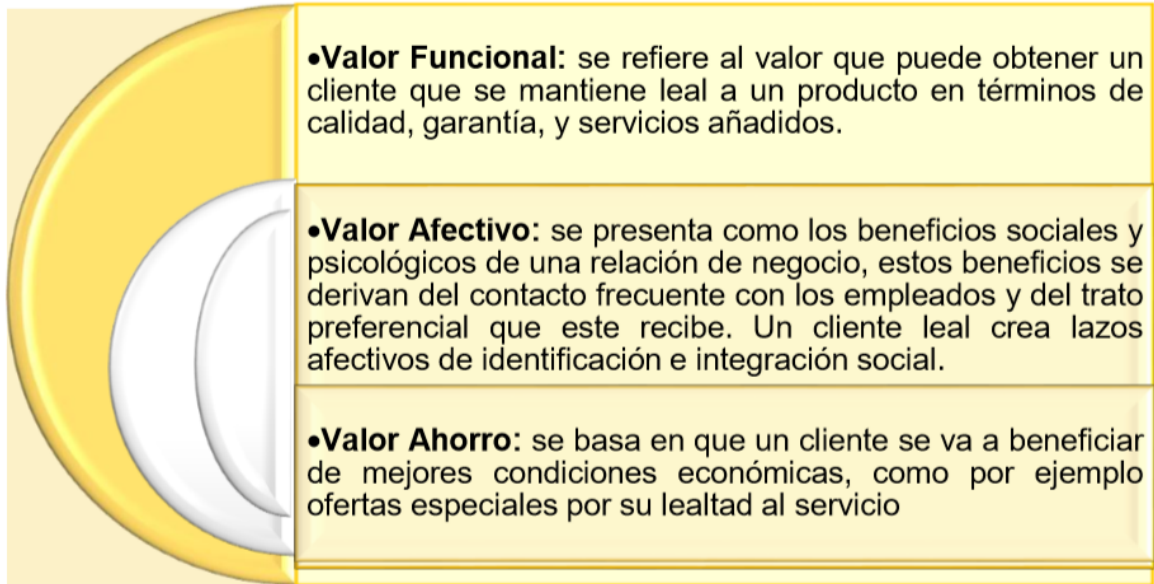 •Valor Funcional: se refiere al valor que puede obtener un
cliente que se mantiene leal a un producto en términos de
calidad, garantía, y servicios añadidos.
•Valor Afectivo: se presenta como los beneficios sociales y
psicológicos de una relación de negocio, estos beneficios se
derivan del contacto frecuente con los empleados y del trato
preferencial que este recibe. Un cliente leal crea lazos
afectivos de identificación e integración social.
•Valor Ahorro: se basa en que un cliente se va a beneficiar
de mejores condiciones económicas, como por ejemplo
ofertas especiales por su lealtad al servicio